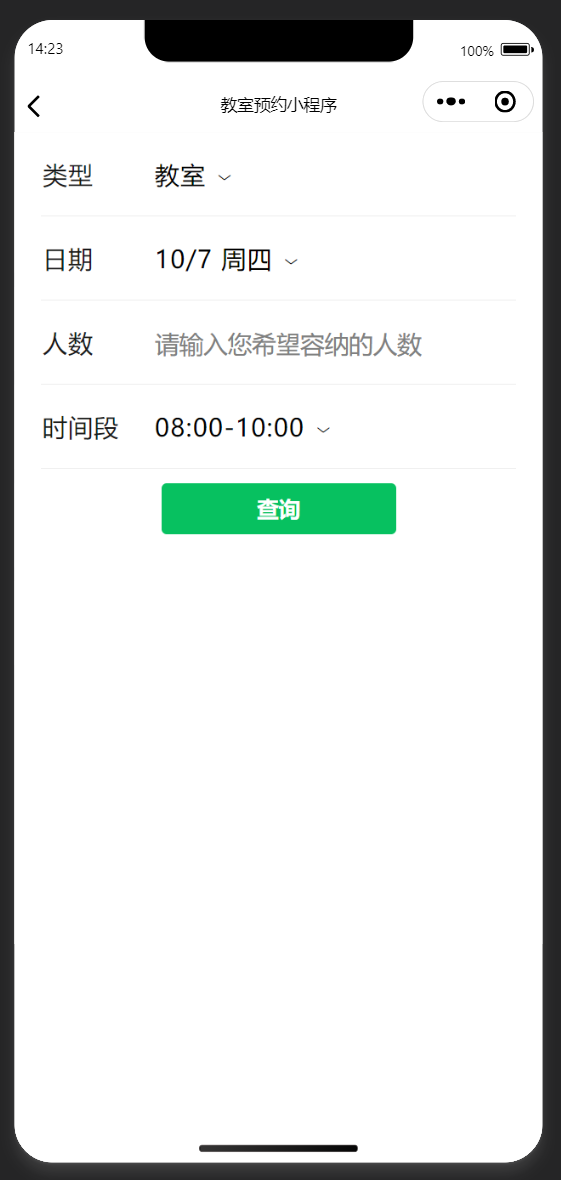 14:23
100%
教室预约小程序
类型 教室
日期 10/7 周四
人数 请输入您希望容纳的人数
时间段 08:00-10:00
查询